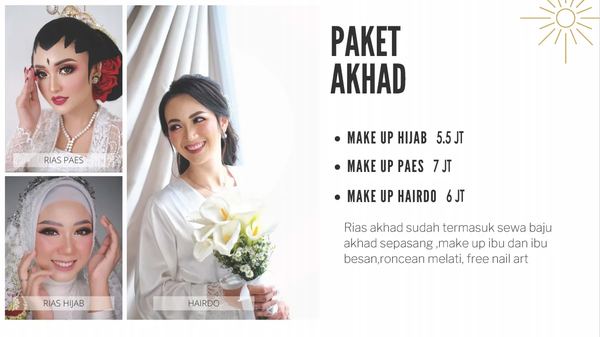 PAKET
AKHAD
RIAS PAES
RIAS HIJAB
HAIRDO
• MAKE UP HIJAB 5.5 JT
• MAKE UP PAES 7 JT
• MAKE UP HAIRDO 6 JT
Rias akhad sudah termasuk sewa baju
akhad sepasang ,make up ibu dan ibu
besan,roncean melati, free nail art